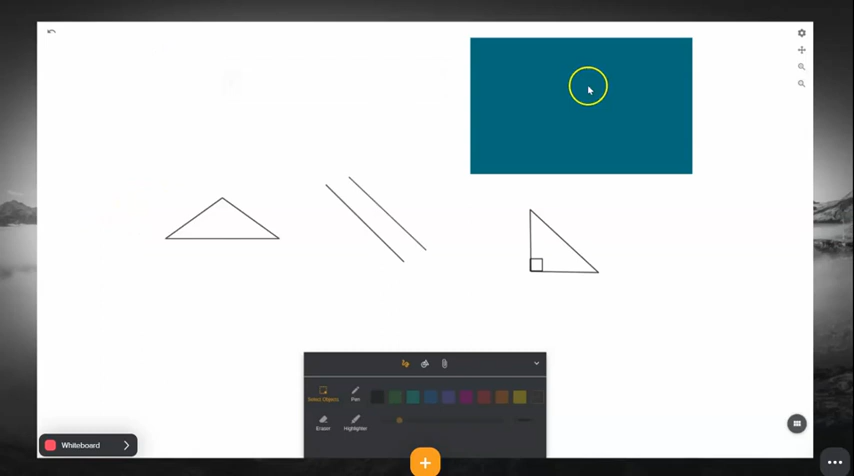 Select Objects
Pen
Eraser
Highlighter
Whiteboard